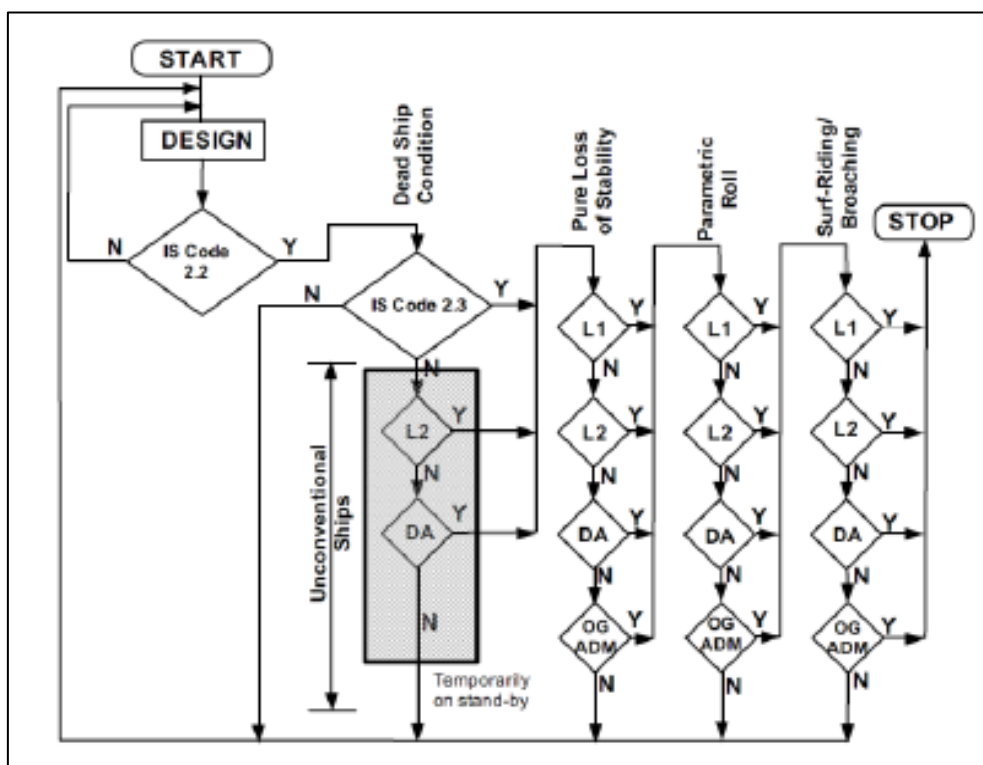 START
DESIGN
N
IS Code
2.2
Y
Dead Ship
Condition
N
IS Code 2.3
Y
N
L2
Y
N
DA
Y
N
Unconventional
Ships
Temporarily
on stand-by
Pure Loss
of Stability
L1
Y
N
L2
Y
N
DA
Y
N
OG
ADM
Y
N
Parametric
Roll
L1
Y
N
L2
Y
N
DA
Y
N
OG
ADM
Y
N
Surf-Riding/
Broaching
L1
Y
N
L2
Y
N
DA
Y
N
OG
ADM
Y
N
STOP